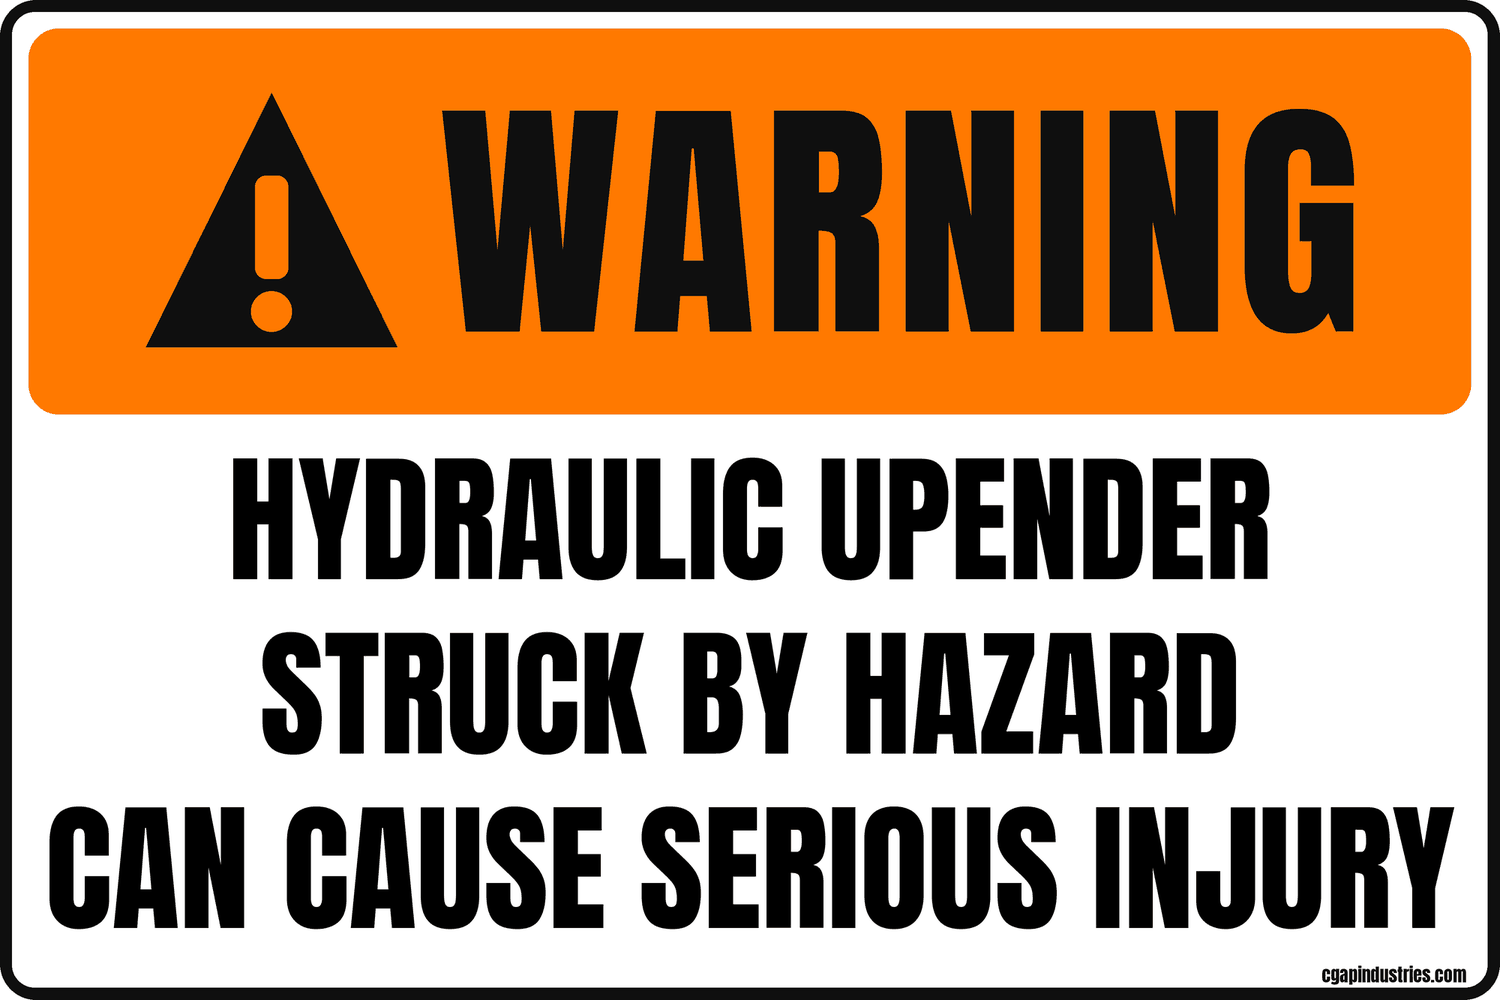 WARNING
HYDRAULIC UPENDER
STRUCK BY HAZARD
CAN CAUSE SERIOUS INJURY
cgapindustries.com